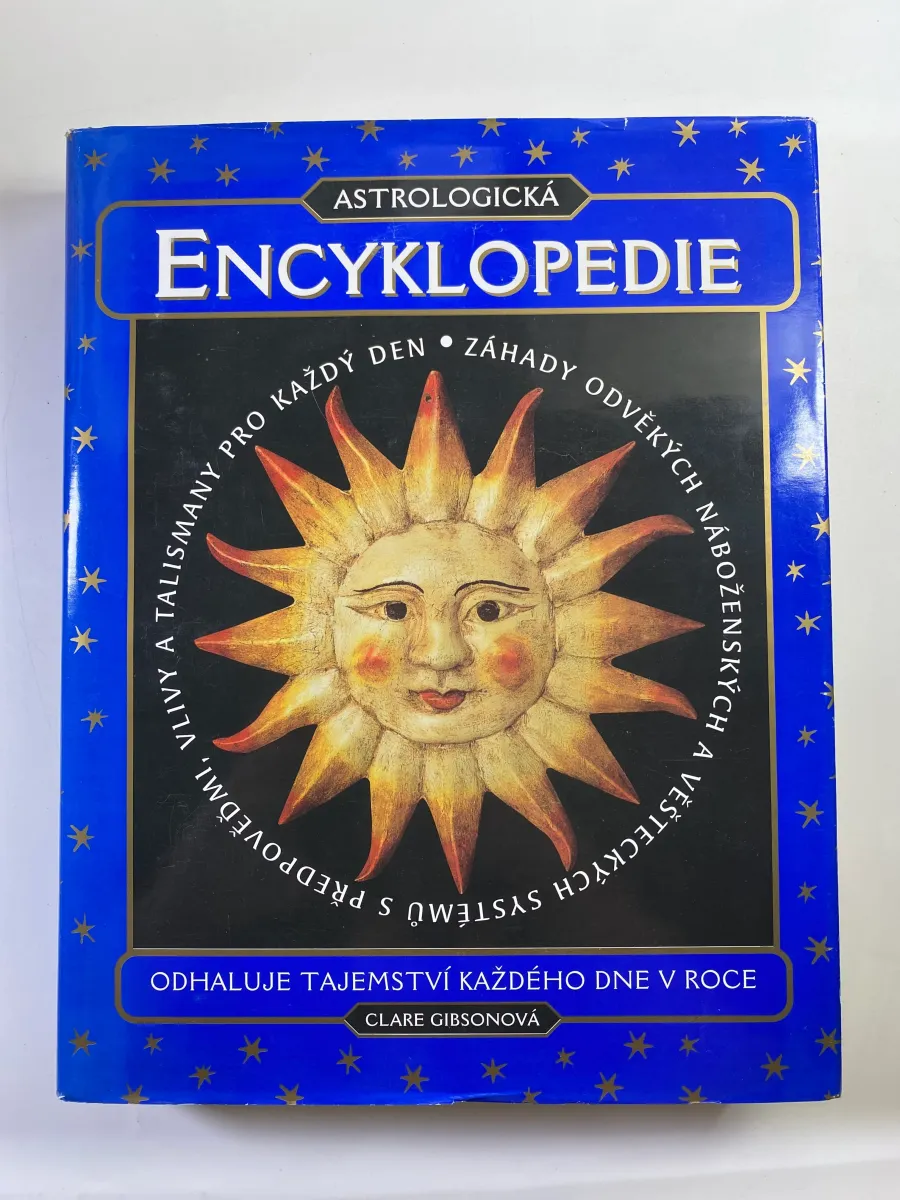 ASTROLOGICKÁ
ENCYKLOPEDIE
ZÁHADY ODVĚKÝCH NÁBOŽENSKÝCH A VĚŠTECKÝCH SYSTÉMŮ S PŘEDPOVĚĎMI, VLIVY A TALISMANY PRO KAŽDÝ DEN •
ODHALUJE TAJEMSTVÍ KAŽDÉHO DNE V ROCE
CLARE GIBSONOVÁ